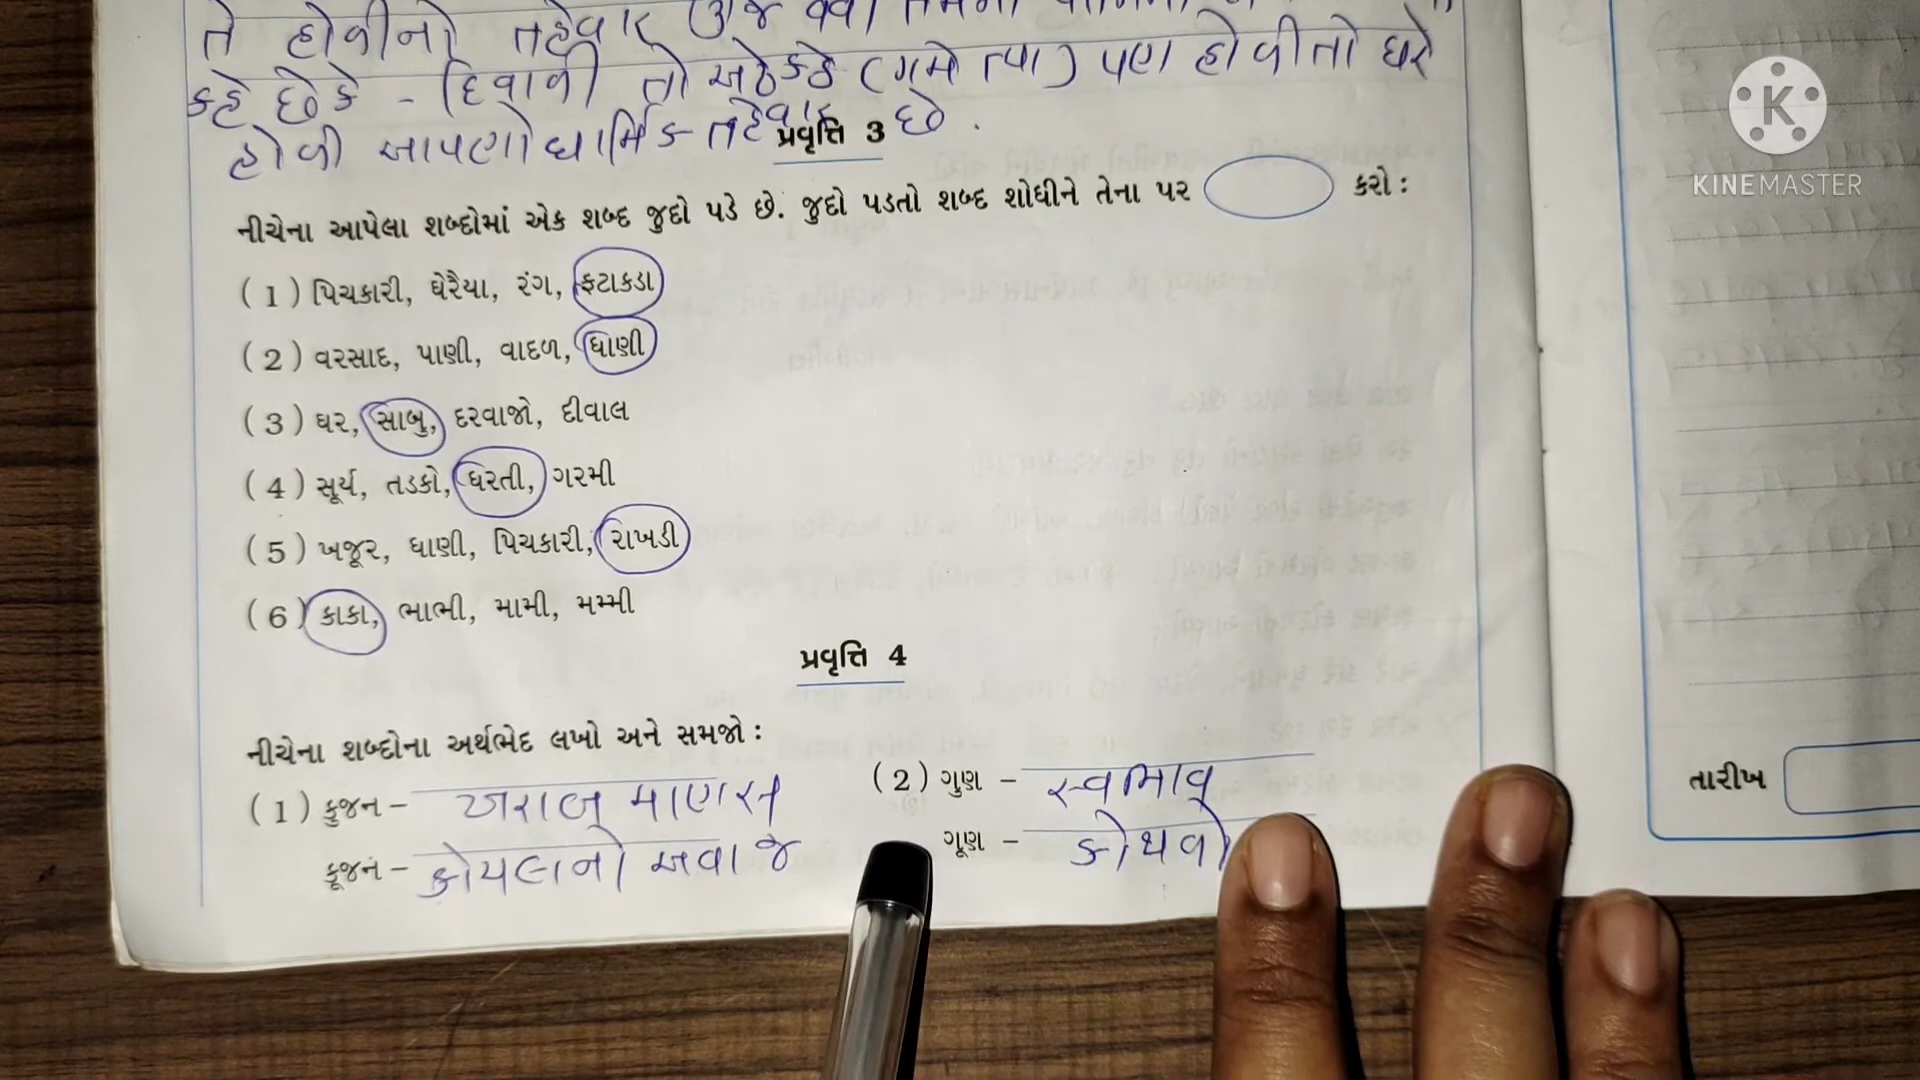 તે હોળીનો તહેવાર
કહે છે કે - દિવાળી તો અઠેકઠે (ગમે ત્યા) પણ હોળી તો ઘરે
હોળી આપણો ધાર્મિક તહેવાર છે.
પ્રવૃત્તિ 3
KINEMASTER
નીચેના આપેલા શબ્દોમાં એક શબ્દ જુદો પડે છે. જુદો પડતો શબ્દ શોધીને તેના પર કરો :
(1) પિચકારી, ઘેરૈયા, રંગ, ફટાકડા
(2) વરસાદ, પાણી, વાદળ, ધાણી
(3) ઘર, સાબુ, દરવાજો, દીવાલ
(4) સૂર્ય, તડકો, ધરતી, ગરમી
(5) ખજૂર, ધાણી, પિચકારી, રાખડી
(6) કાકા, ભાભી, મામી, મમ્મી
પ્રવૃત્તિ 4
નીચેના શબ્દોના અર્થભેદ લખો અને સમજો :
(1) કુજન - ખરાબ માણસ (2) ગુણ - સ્વભાવ
કૂજન - કોયલનો અવાજ ગૂણ - કોથળો
તારીખ